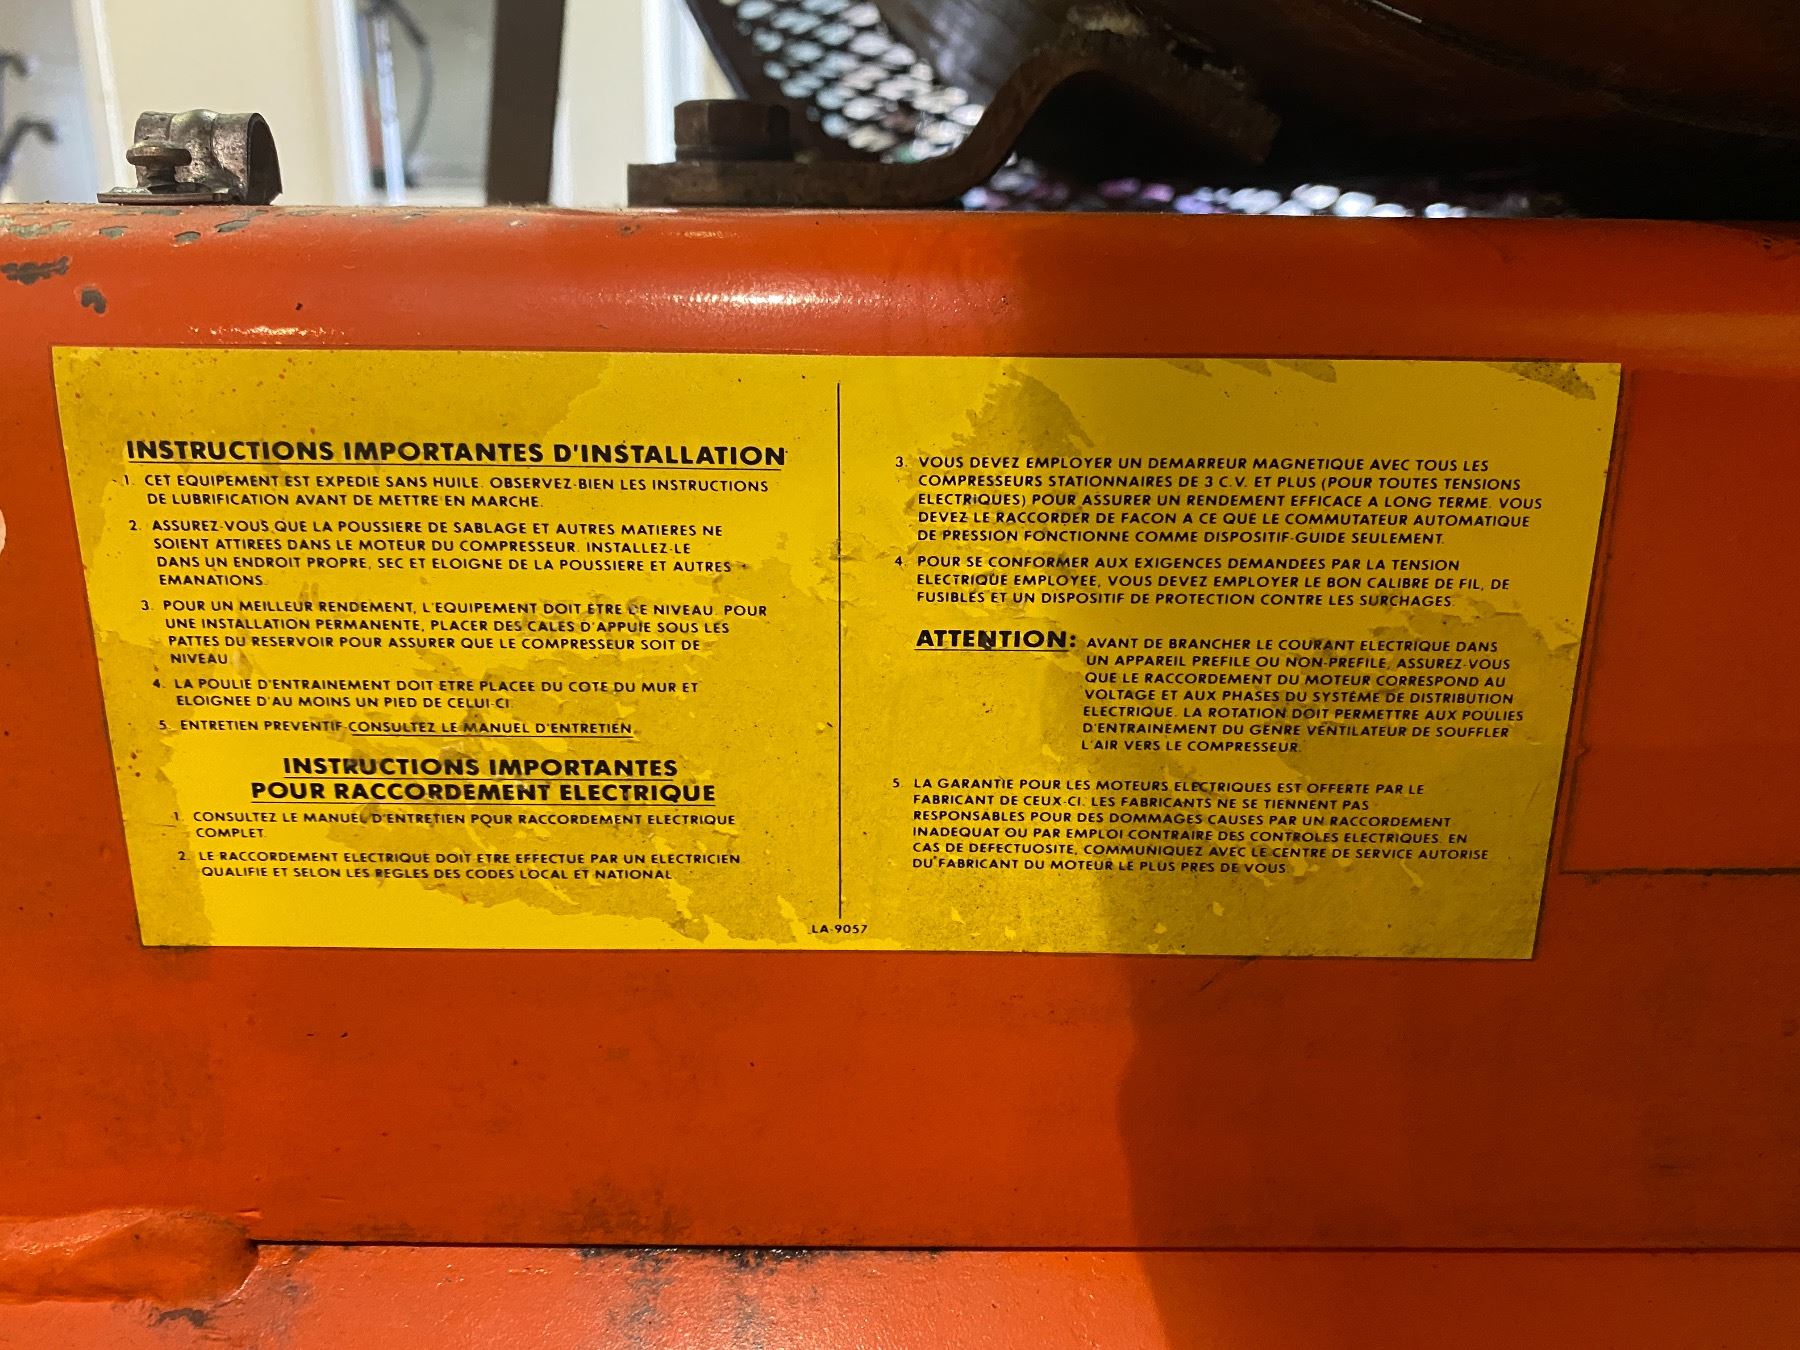 INSTRUCTIONS IMPORTANTES D'INSTALLATION
1. CET EQUIPEMENT EST EXPEDIE SANS HUILE. OBSERVEZ-BIEN LES INSTRUCTIONS
DE LUBRIFICATION AVANT DE METTRE EN MARCHE.
2. ASSUREZ-VOUS QUE LA POUSSIERE DE SABLAGE ET AUTRES MATIERES NE
SOIENT ATTIREES DANS LE MOTEUR DU COMPRESSEUR. INSTALLEZ-LE
DANS UN ENDROIT PROPRE, SEC ET ELOIGNE DE LA POUSSIERE ET AUTRES
EMANATIONS.
3. POUR UN MEILLEUR RENDEMENT, L'EQUIPEMENT DOIT ETRE DE NIVEAU. POUR
UNE INSTALLATION PERMANENTE, PLACER DES CALES D'APPUIE SOUS LES
PATTES DU RESERVOIR POUR ASSURER QUE LE COMPRESSEUR SOIT DE
NIVEAU.
4. LA POULIE D'ENTRAINEMENT DOIT ETRE PLACEE DU COTE DU MUR ET
ELOIGNEE D'AU MOINS UN PIED DE CELUI-CI.
5. ENTRETIEN PREVENTIF-CONSULTEZ LE MANUEL D'ENTRETIEN.
INSTRUCTIONS IMPORTANTES
POUR RACCORDEMENT ELECTRIQUE
1. CONSULTEZ LE MANUEL D'ENTRETIEN POUR RACCORDEMENT ELECTRIQUE
COMPLET.
2. LE RACCORDEMENT ELECTRIQUE DOIT ETRE EFFECTUE PAR UN ELECTRICIEN
QUALIFIE ET SELON LES REGLES DES CODES LOCAL ET NATIONAL.
3. VOUS DEVEZ EMPLOYER UN DEMARREUR MAGNETIQUE AVEC TOUS LES
COMPRESSEURS STATIONNAIRES DE 3 C.V. ET PLUS (POUR TOUTES TENSIONS
ELECTRIQUES) POUR ASSURER UN RENDEMENT EFFICACE A LONG TERME. VOUS
DEVEZ LE RACCORDER DE FACON A CE QUE LE COMMUTATEUR AUTOMATIQUE
DE PRESSION FONCTIONNE COMME DISPOSITIF-GUIDE SEULEMENT.
4. POUR SE CONFORMER AUX EXIGENCES DEMANDEES PAR LA TENSION
ELECTRIQUE EMPLOYEE, VOUS DEVEZ EMPLOYER LE BON CALIBRE DE FIL, DE
FUSIBLES ET UN DISPOSITIF DE PROTECTION CONTRE LES SURCHAGES.
ATTENTION: AVANT DE BRANCHER LE COURANT ELECTRIQUE DANS
UN APPAREIL PREFILE OU NON-PREFILE, ASSUREZ-VOUS
QUE LE RACCORDEMENT DU MOTEUR CORRESPOND AU
VOLTAGE ET AUX PHASES DU SYSTEME DE DISTRIBUTION
ELECTRIQUE. LA ROTATION DOIT PERMETTRE AUX POULIES
D'ENTRAINEMENT DU GENRE VENTILATEUR DE SOUFFLER
L'AIR VERS LE COMPRESSEUR.
5. LA GARANTIE POUR LES MOTEURS ELECTRIQUES EST OFFERTE PAR LE
FABRICANT DE CEUX-CI. LES FABRICANTS NE SE TIENNENT PAS
RESPONSABLES POUR DES DOMMAGES CAUSES PAR UN RACCORDEMENT
INADEQUAT OU PAR EMPLOI CONTRAIRE DES CONTROLES ELECTRIQUES. EN
CAS DE DEFECTUOSITE, COMMUNIQUEZ AVEC LE CENTRE DE SERVICE AUTORISE
DU FABRICANT DU MOTEUR LE PLUS PRES DE VOUS.
LA-9057